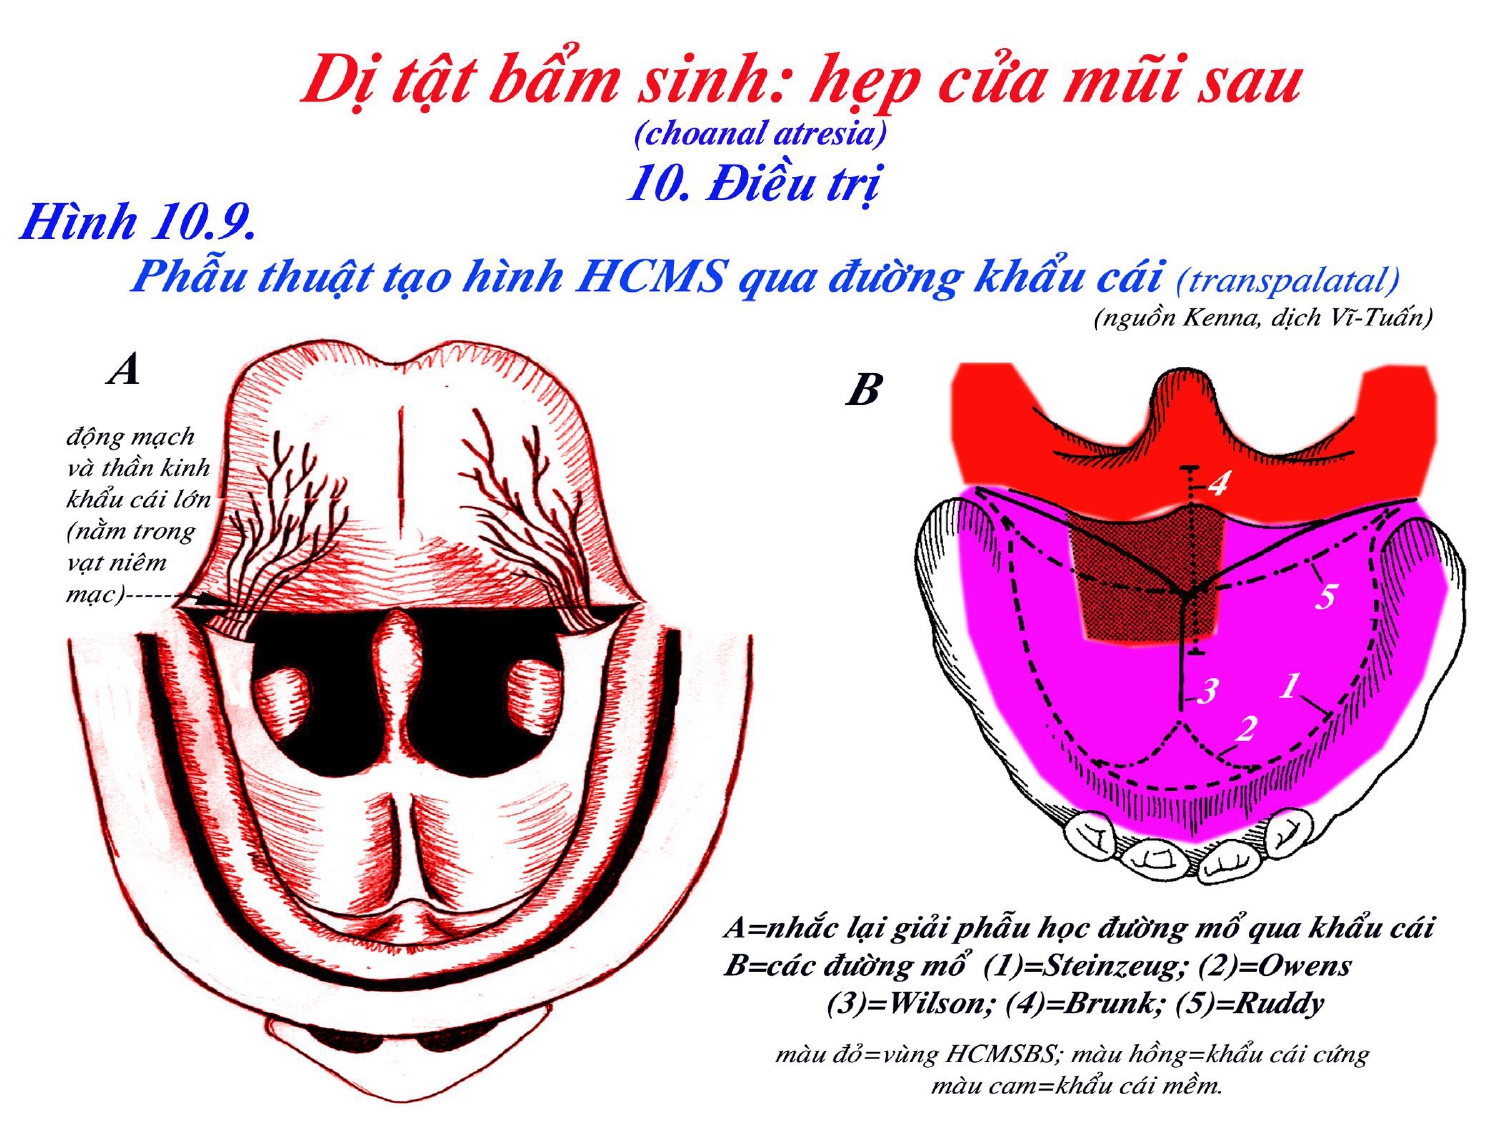 Dị tật bẩm sinh: hẹp cửa mũi sau
(choanal atresia)
10. Điều trị
Hình 10.9.
Phẫu thuật tạo hình HCMS qua đường khẩu cái (transpalatal)
(nguồn Kenna, dịch Vĩ-Tuấn)
A
động mạch
và thần kinh
khẩu cái lớn
(nằm trong
vạt niêm
mạc)-------
B
4
5
3
1
2
A=nhắc lại giải phẫu học đường mổ qua khẩu cái
B=các đường mổ (1)=Steinzeug; (2)=Owens
(3)=Wilson; (4)=Brunk; (5)=Ruddy
màu đỏ=vùng HCMSBS; màu hồng=khẩu cái cứng
màu cam=khẩu cái mềm.